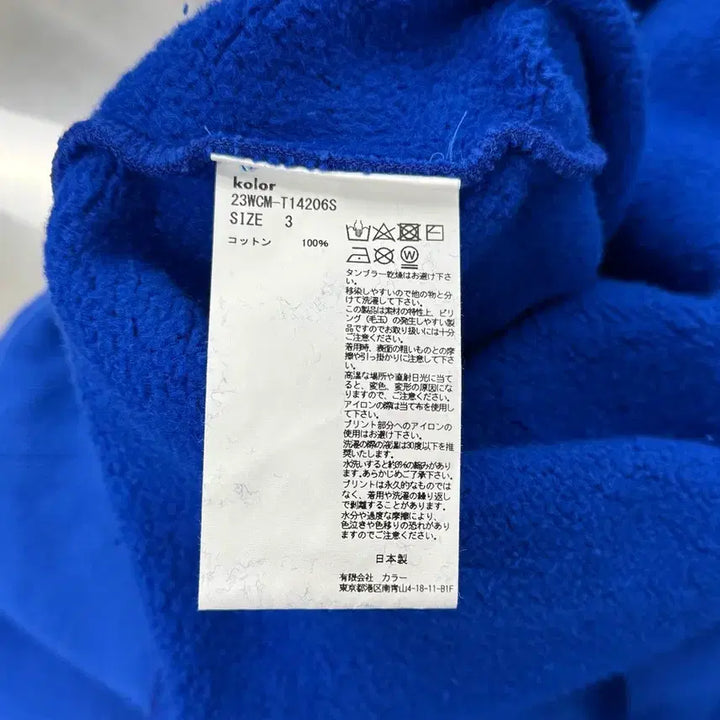 kolor
23WCM-T14206S
SIZE 3
コットン 100%
タンブラー乾燥はお避け下さ
い。
移染しやすいので他の物と分
けて洗濯して下さい。
この製品は素材の特性上、ピリ
ング(毛玉)の発生しやすい製
品ですのでお取り扱いには十分
ご注意ください。
着用時、表面の粗いものとの摩
擦や引っ掛かりに注意して下さ
い。
高温な場所や直射日光に当て
ると、変色、変形の原因にな
りますので、ご注意ください。
アイロンの際は当て布を使用し
て下さい。
プリント部分へのアイロンの
使用はお避け下さい。
洗濯の際の液温は30度以下を推
奨いたします。
水洗いすると約3%の縮みがあり
ます。あらかじめご了承下さい。
プリントは永久的なものでは
なく、着用や洗濯の繰り返し
で剥離することがあります。
水分や過度な摩擦により、
色泣きや色移りの恐れがあり
ますのでご注意ください。
日本製
有限会社 カラー
東京都港区南青山4-18-11-B1F